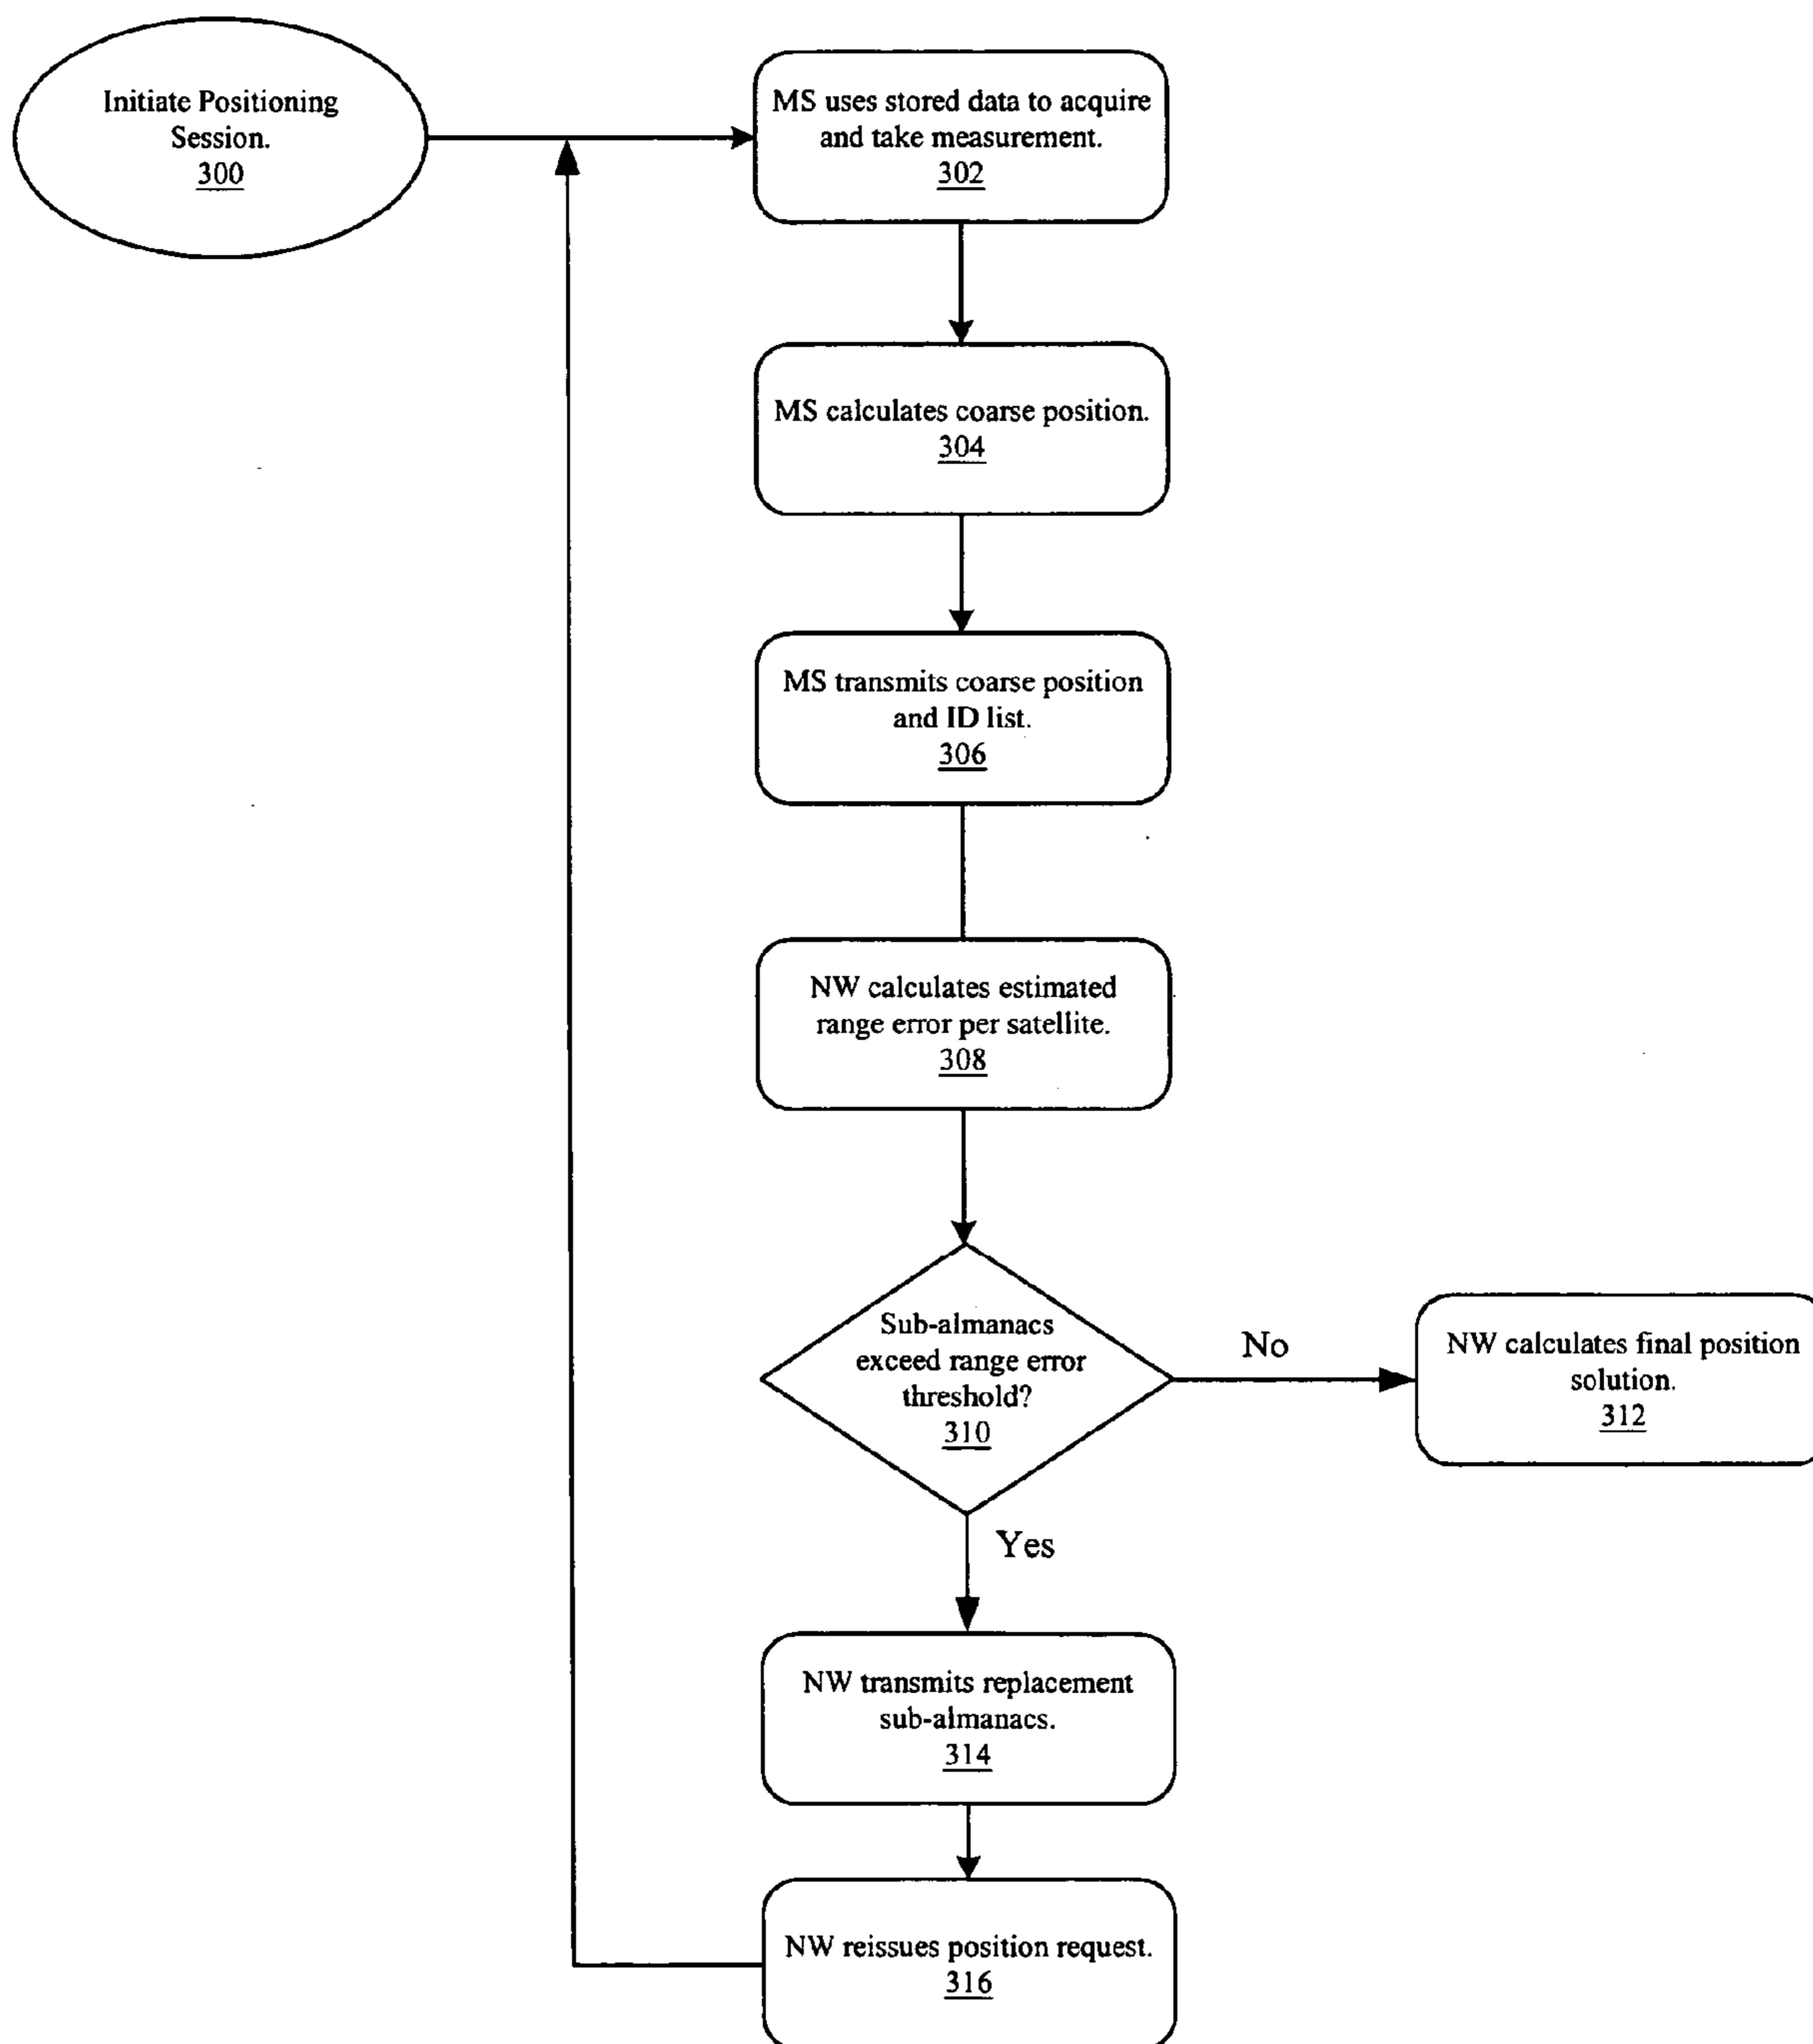 Initiate Positioning
Session.
300
MS uses stored data to acquire
and take measurement.
302
MS calculates coarse position.
304
MS transmits coarse position
and ID list.
306
NW calculates estimated
range error per satellite.
308
Sub-almanacs
exceed range error
threshold?
310
No
NW calculates final position
solution.
312
Yes
NW transmits replacement
sub-almanacs.
314
NW reissues position request.
316